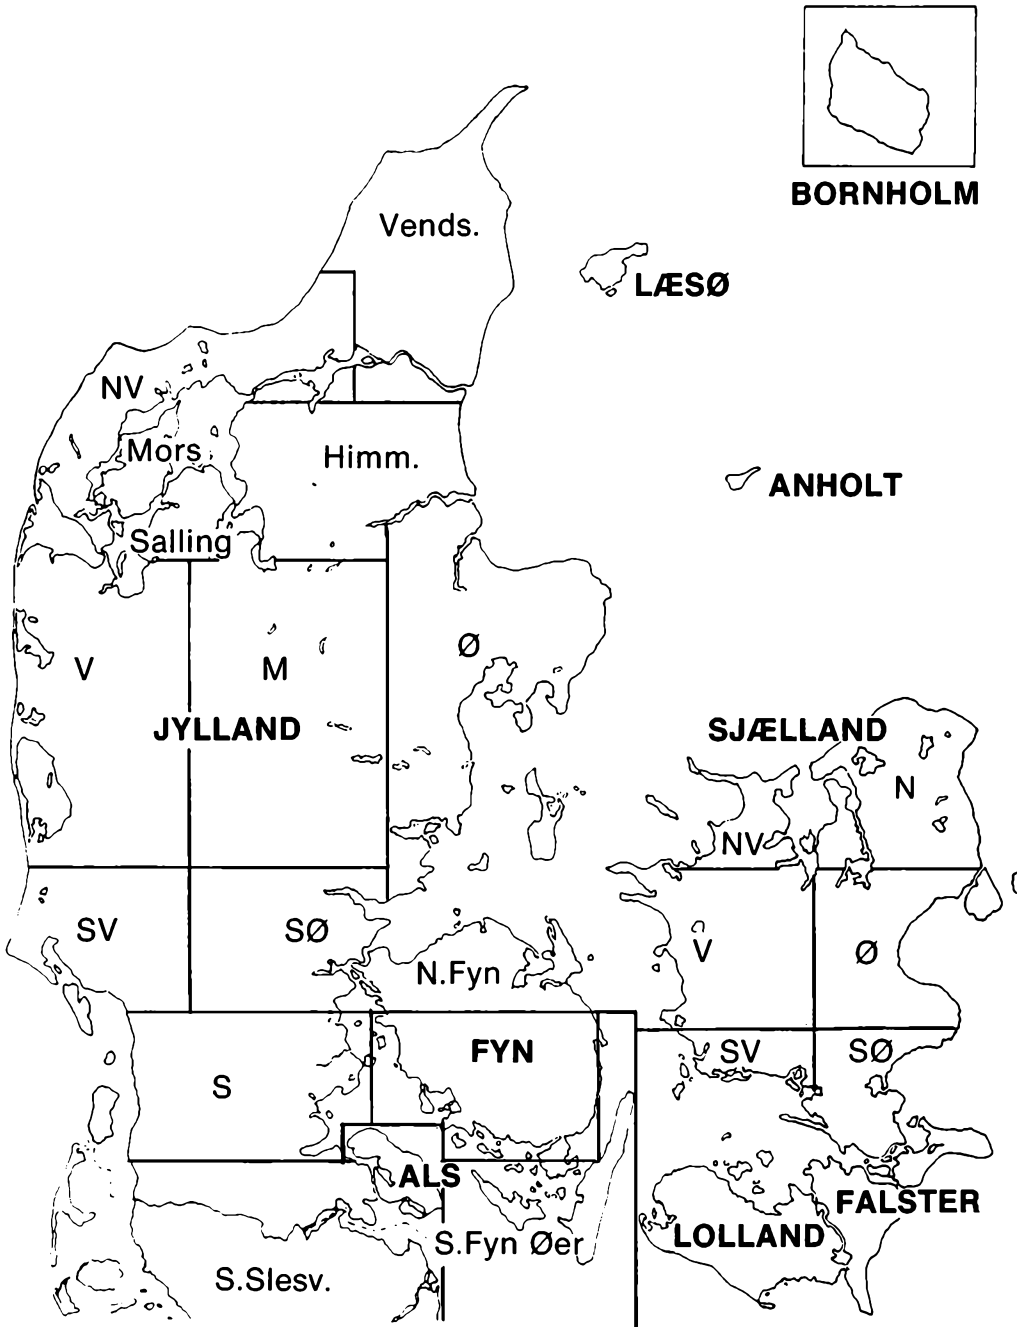 BORNHOLM
Vends.
LÆSØ
NV
Mors
Himm.
ANHOLT
Salling
V
M
Ø
JYLLAND
SJÆLLAND
N
NV
SV
SØ
N.Fyn
V
Ø
FYN
SV
SØ
S
ALS
FALSTER
LOLLAND
S.Fyn Øer
S.Slesv.